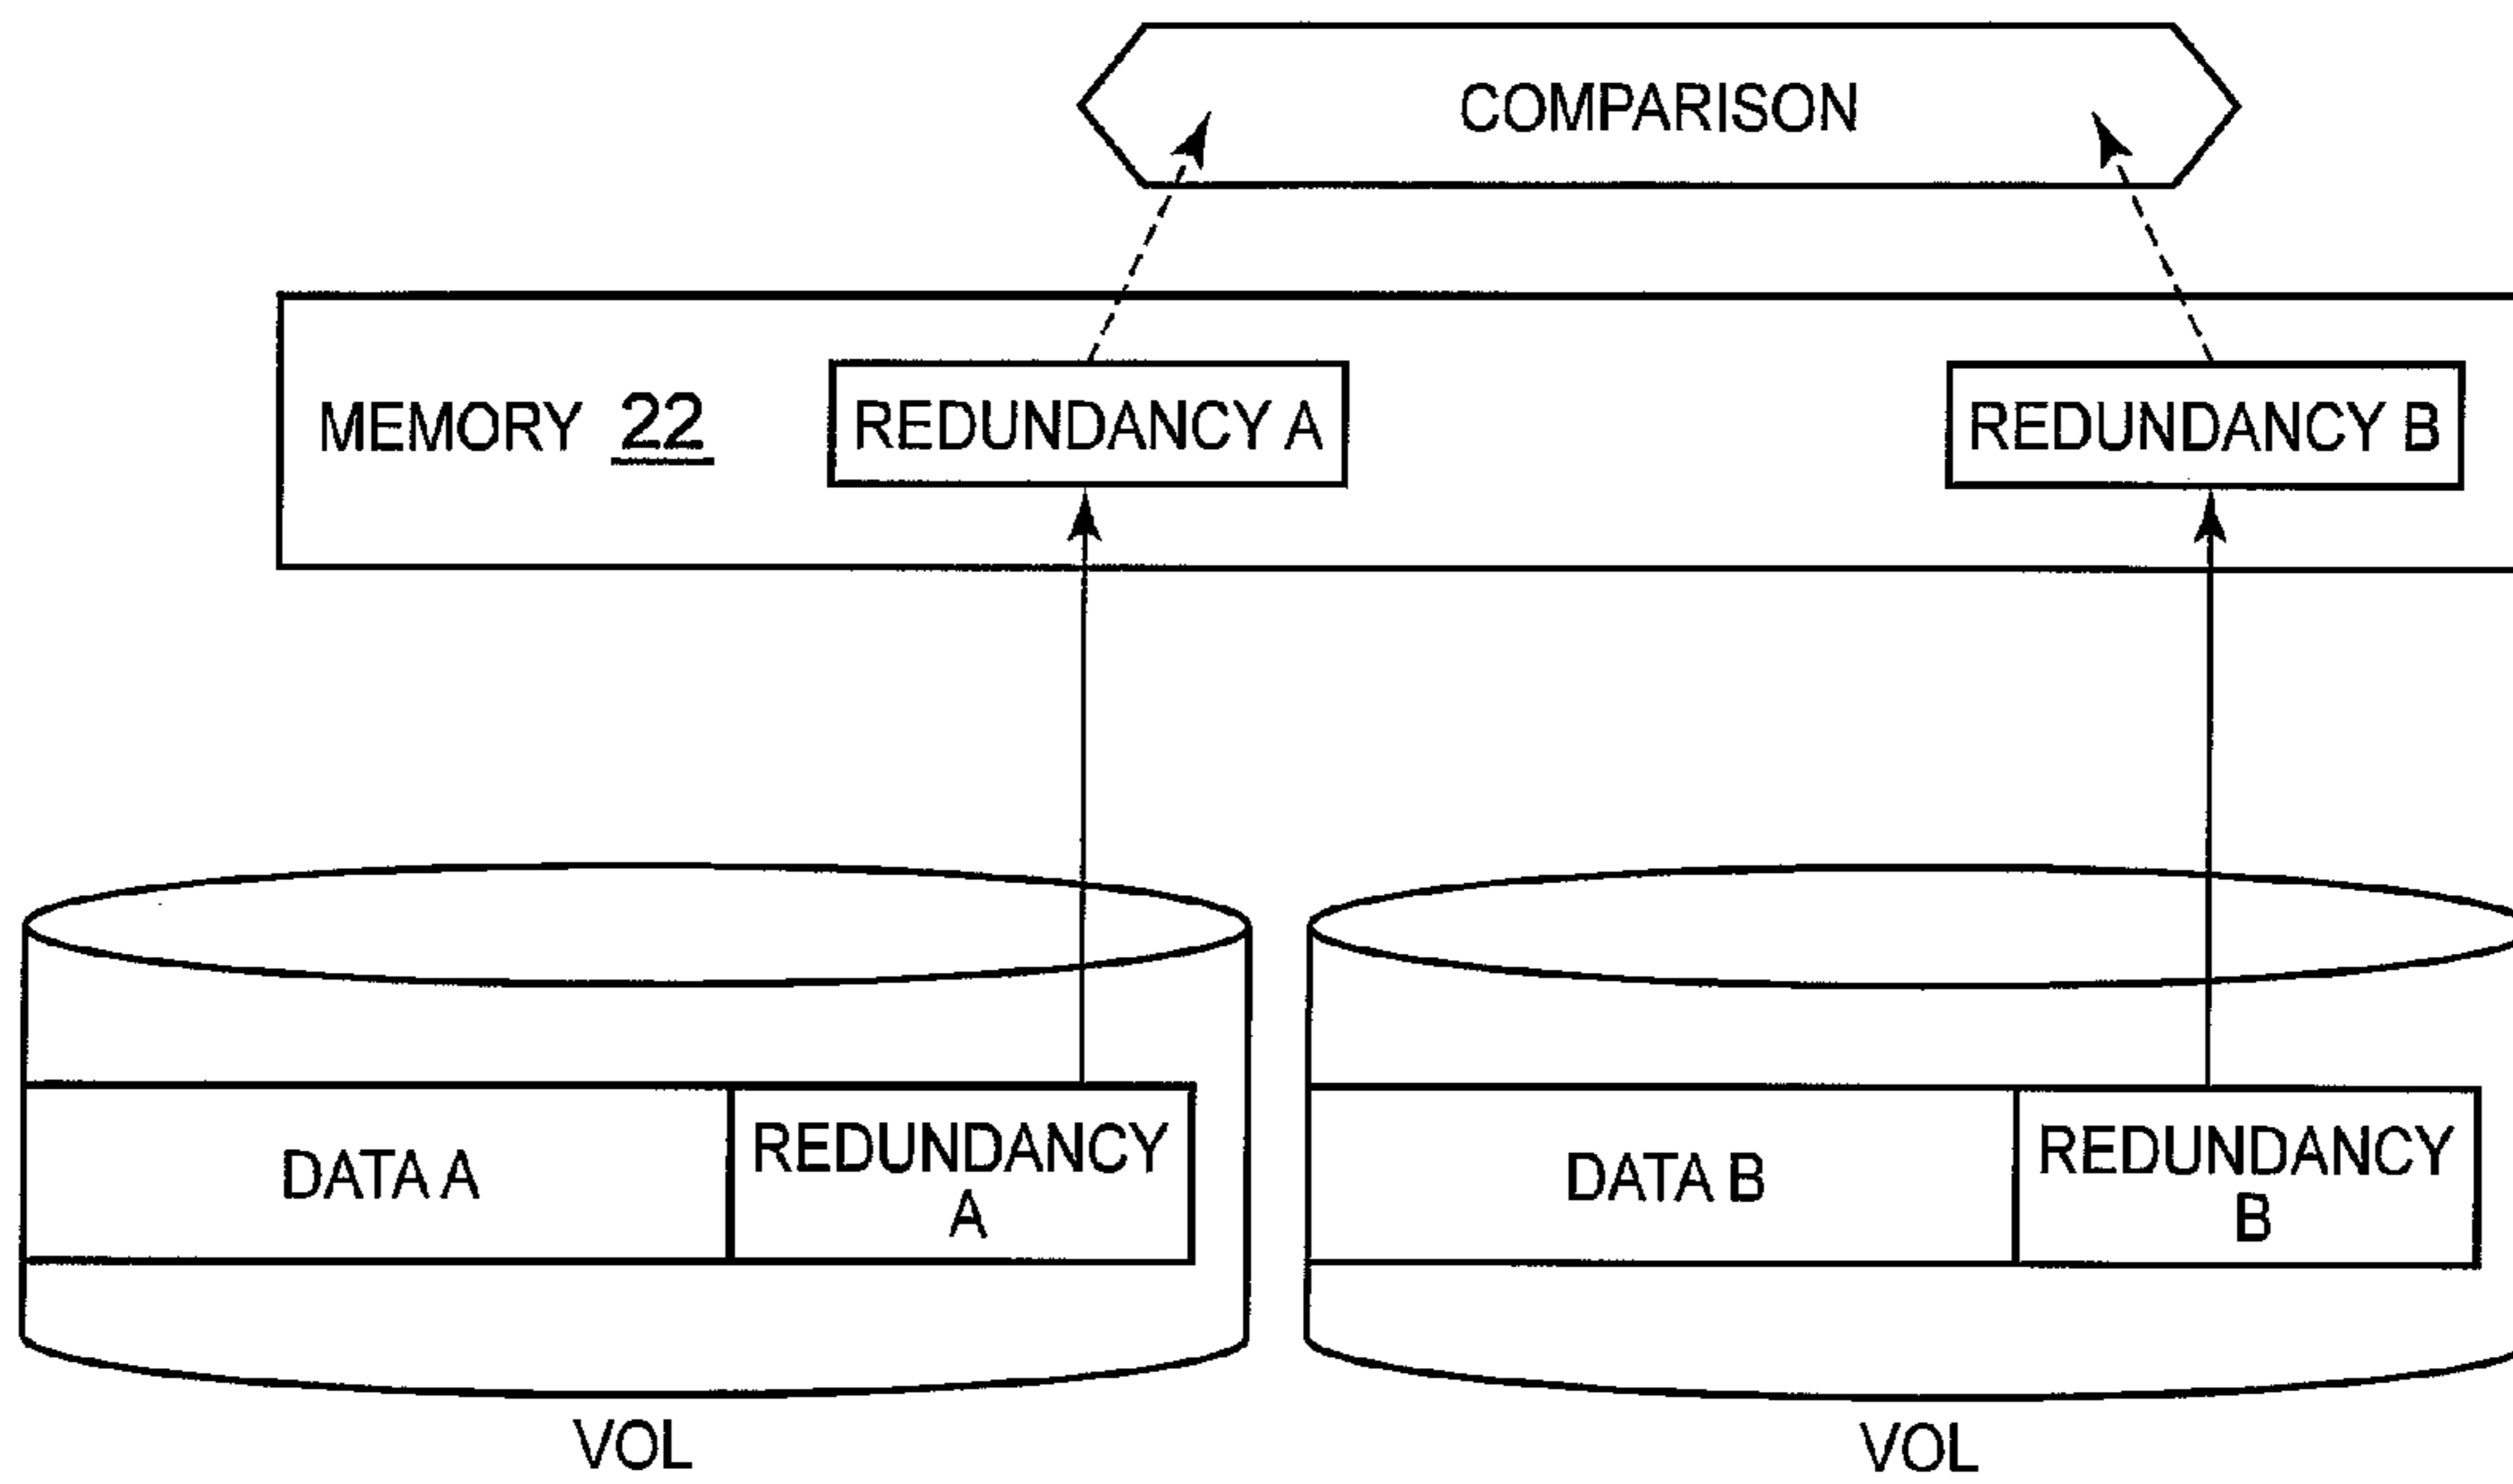 COMPARISON
MEMORY 22
REDUNDANCY A
REDUNDANCY B
DATA A
REDUNDANCY
A
DATA B
REDUNDANCY
B
VOL
VOL